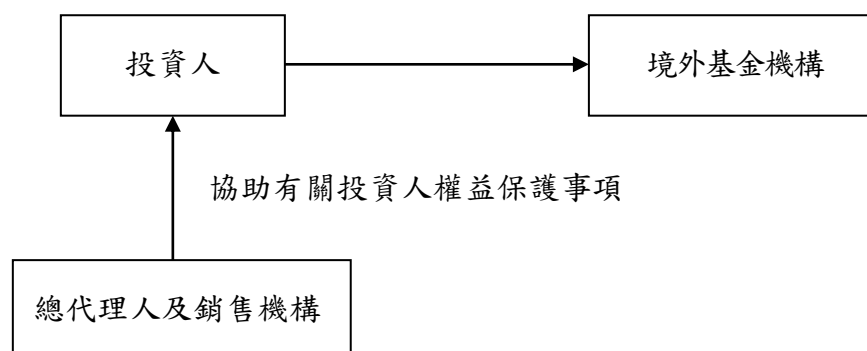 投資人
境外基金機構
協助有關投資人權益保護事項
總代理人及銷售機構